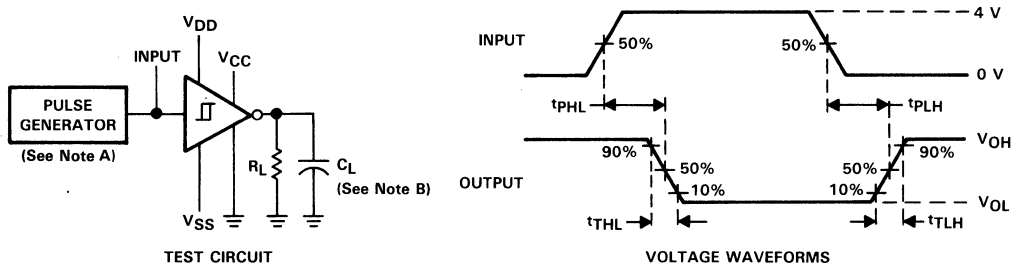 VDD
INPUT
VCC
PULSE
GENERATOR
(See Note A)
RL
CL
(See Note B)
VSS
TEST CIRCUIT
INPUT
50%
50%
4 V
0 V
tPHL
tPLH
OUTPUT
90%
50%
10%
50%
10%
90%
VOH
VOL
tTHL
tTLH
VOLTAGE WAVEFORMS